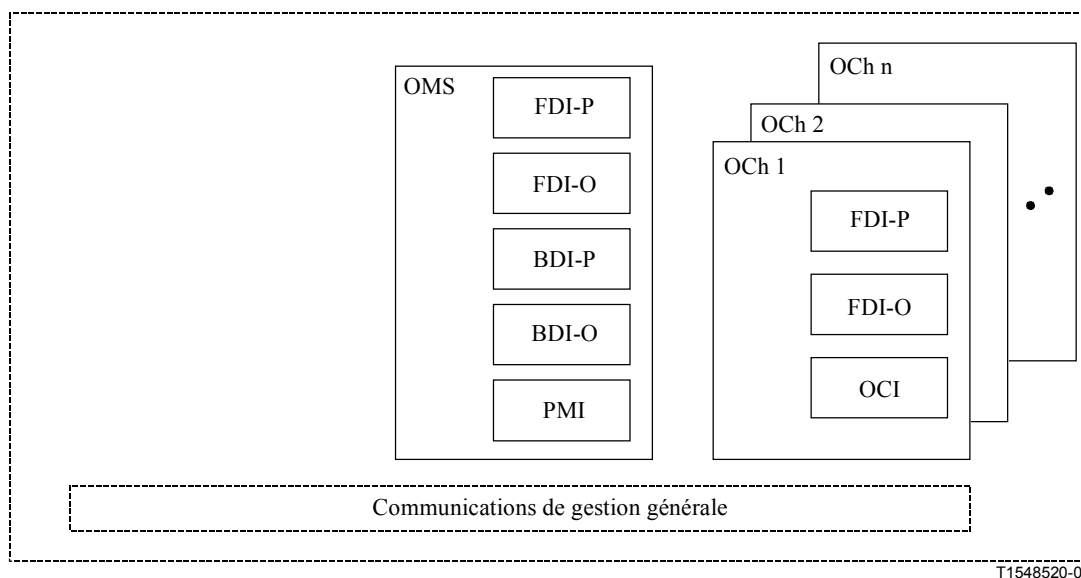 OMS
FDI-P
FDI-O
BDI-P
BDI-O
PMI
OCh n
OCh 2
OCh 1
FDI-P
FDI-O
OCI
Communications de gestion générale
T1548520-0